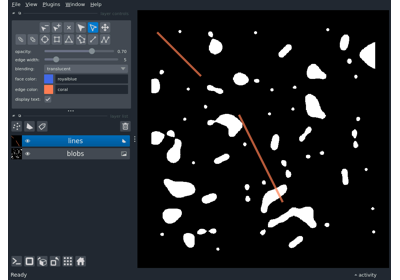 File View Plugins Window Help
opacity: 0.70
edge width:
blending: translucent
face color: royalblue
edge color: coral
display text:
lines
blobs
Ready
activity